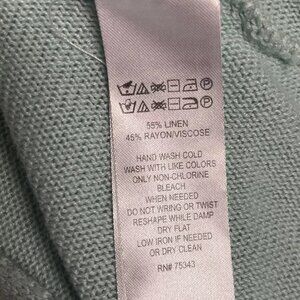 55% LINEN
45% RAYON/VISCOSE
HAND WASH COLD
WASH WITH LIKE COLORS
ONLY NON-CHLORINE
BLEACH
WHEN NEEDED
DO NOT WRING OR TWIST
RESHAPE WHILE DAMP
DRY FLAT
LOW IRON IF NEEDED
OR DRY CLEAN
RN# 75343